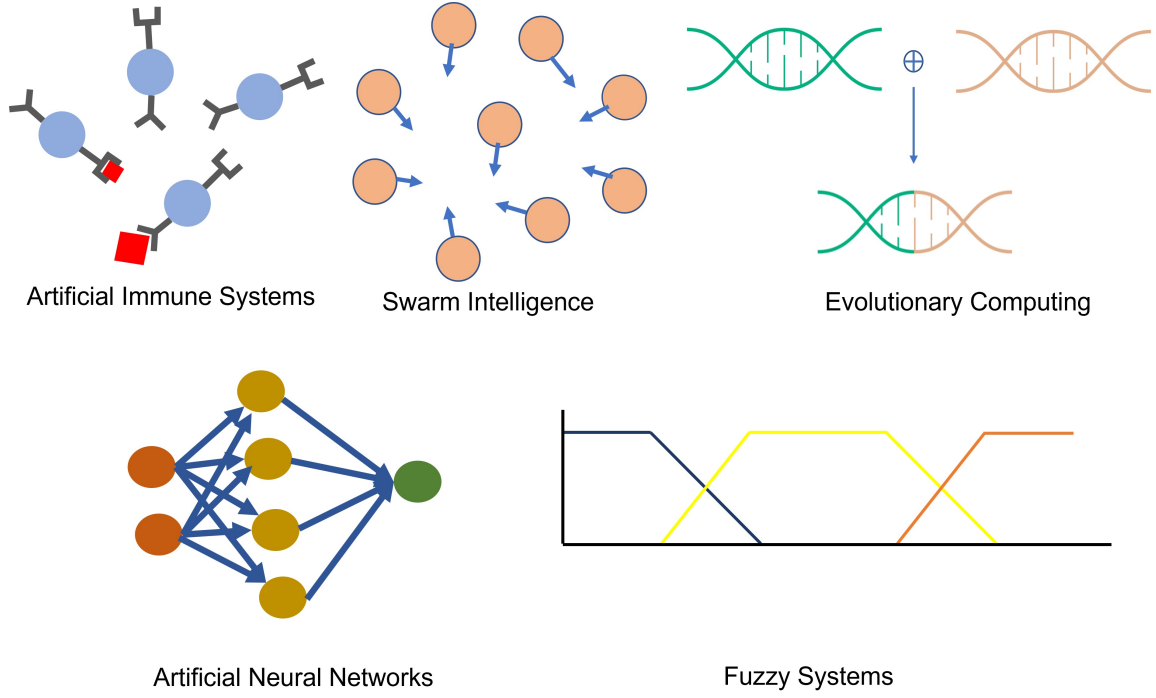 Artificial Immune Systems
Swarm Intelligence
Evolutionary Computing
Artificial Neural Networks
Fuzzy Systems